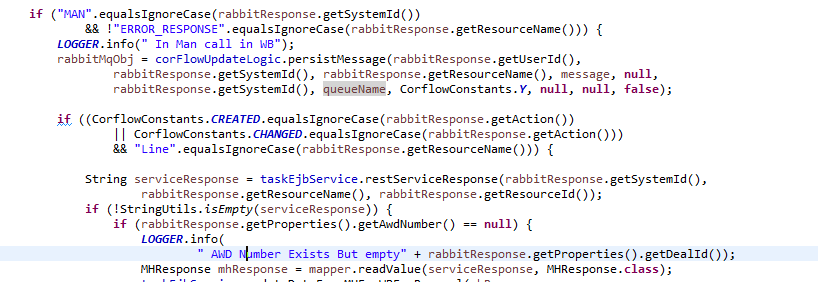 if ("MAN".equalsIgnoreCase(rabbitResponse.getSystemId())
&& !"ERROR_RESPONSE".equalsIgnoreCase(rabbitResponse.getResourceName())) {
LOGGER.info(" In Man call in WB");
rabbitMqObj = corFlowUpdateLogic.persistMessage(rabbitResponse.getUserId(),
rabbitResponse.getSystemId(), rabbitResponse.getResourceName(), message, null,
rabbitResponse.getSystemId(), queueName, CorflowConstants.Y, null, null, false);
if ((CorflowConstants.CREATED.equalsIgnoreCase(rabbitResponse.getAction())
|| CorflowConstants.CHANGED.equalsIgnoreCase(rabbitResponse.getAction()))
&& "Line".equalsIgnoreCase(rabbitResponse.getResourceName())) {
String serviceResponse = taskEjbService.restServiceResponse(rabbitResponse.getSystemId(),
rabbitResponse.getResourceName(), rabbitResponse.getResourceId());
if (!StringUtils.isEmpty(serviceResponse)) {
if (rabbitResponse.getProperties().getAwdNumber() == null) {
LOGGER.info(
" AWD Number Exists But empty" + rabbitResponse.getProperties().getDealId());
MHResponse mhResponse = mapper.readValue(serviceResponse, MHResponse.class);